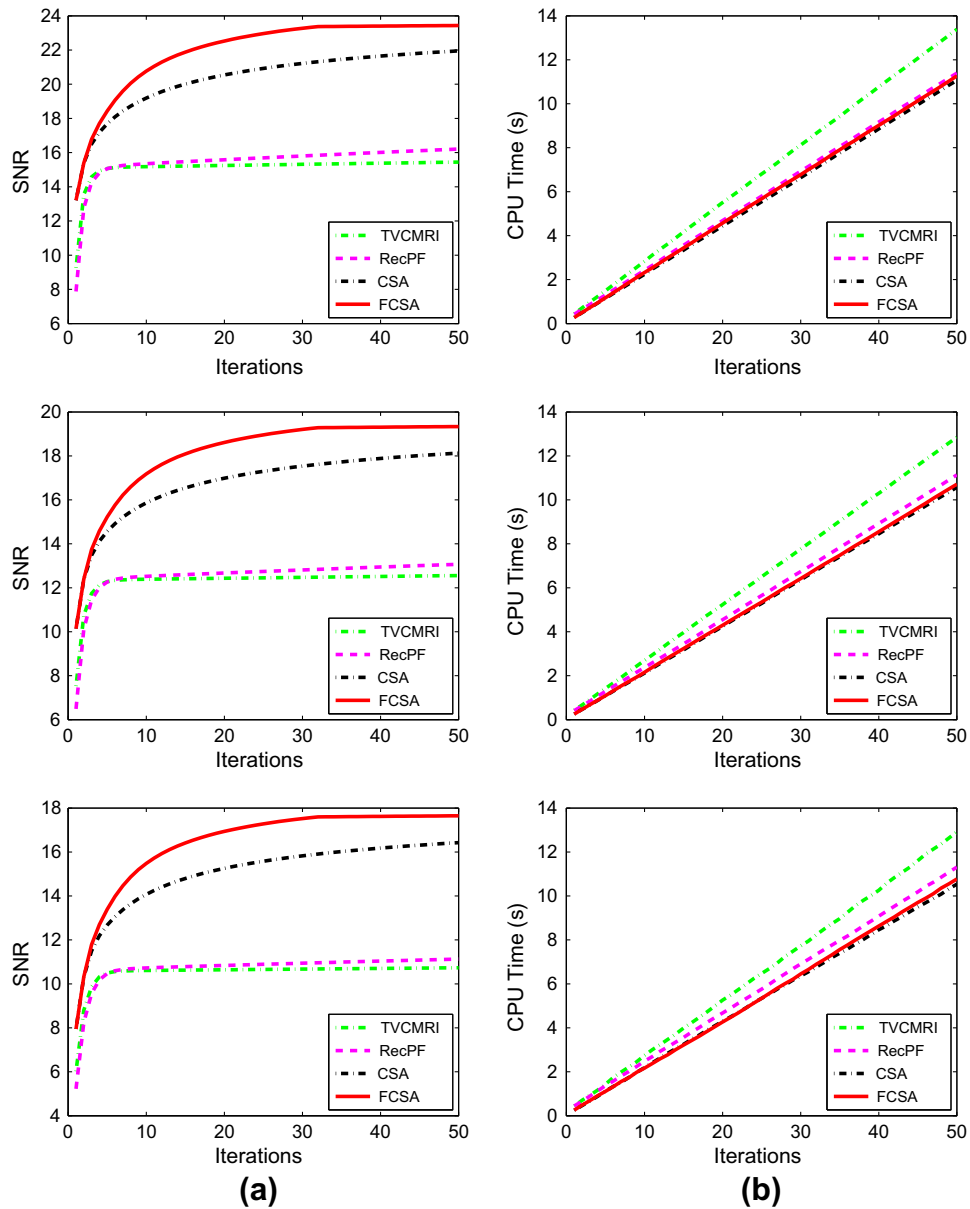 24
22
20
18
16
14
12
10
8
6
SNR
0
10
20
30
40
50
Iterations
TVCMRI
RecPF
CSA
FCSA
14
12
10
8
6
4
2
0
CPU Time (s)
0
10
20
30
40
50
Iterations
TVCMRI
RecPF
CSA
FCSA
20
18
16
14
12
10
8
6
SNR
0
10
20
30
40
50
Iterations
TVCMRI
RecPF
CSA
FCSA
14
12
10
8
6
4
2
0
CPU Time (s)
0
10
20
30
40
50
Iterations
TVCMRI
RecPF
CSA
FCSA
18
16
14
12
10
8
6
4
SNR
0
10
20
30
40
50
Iterations
TVCMRI
RecPF
CSA
FCSA
14
12
10
8
6
4
2
0
CPU Time (s)
0
10
20
30
40
50
Iterations
TVCMRI
RecPF
CSA
FCSA
(a)
(b)